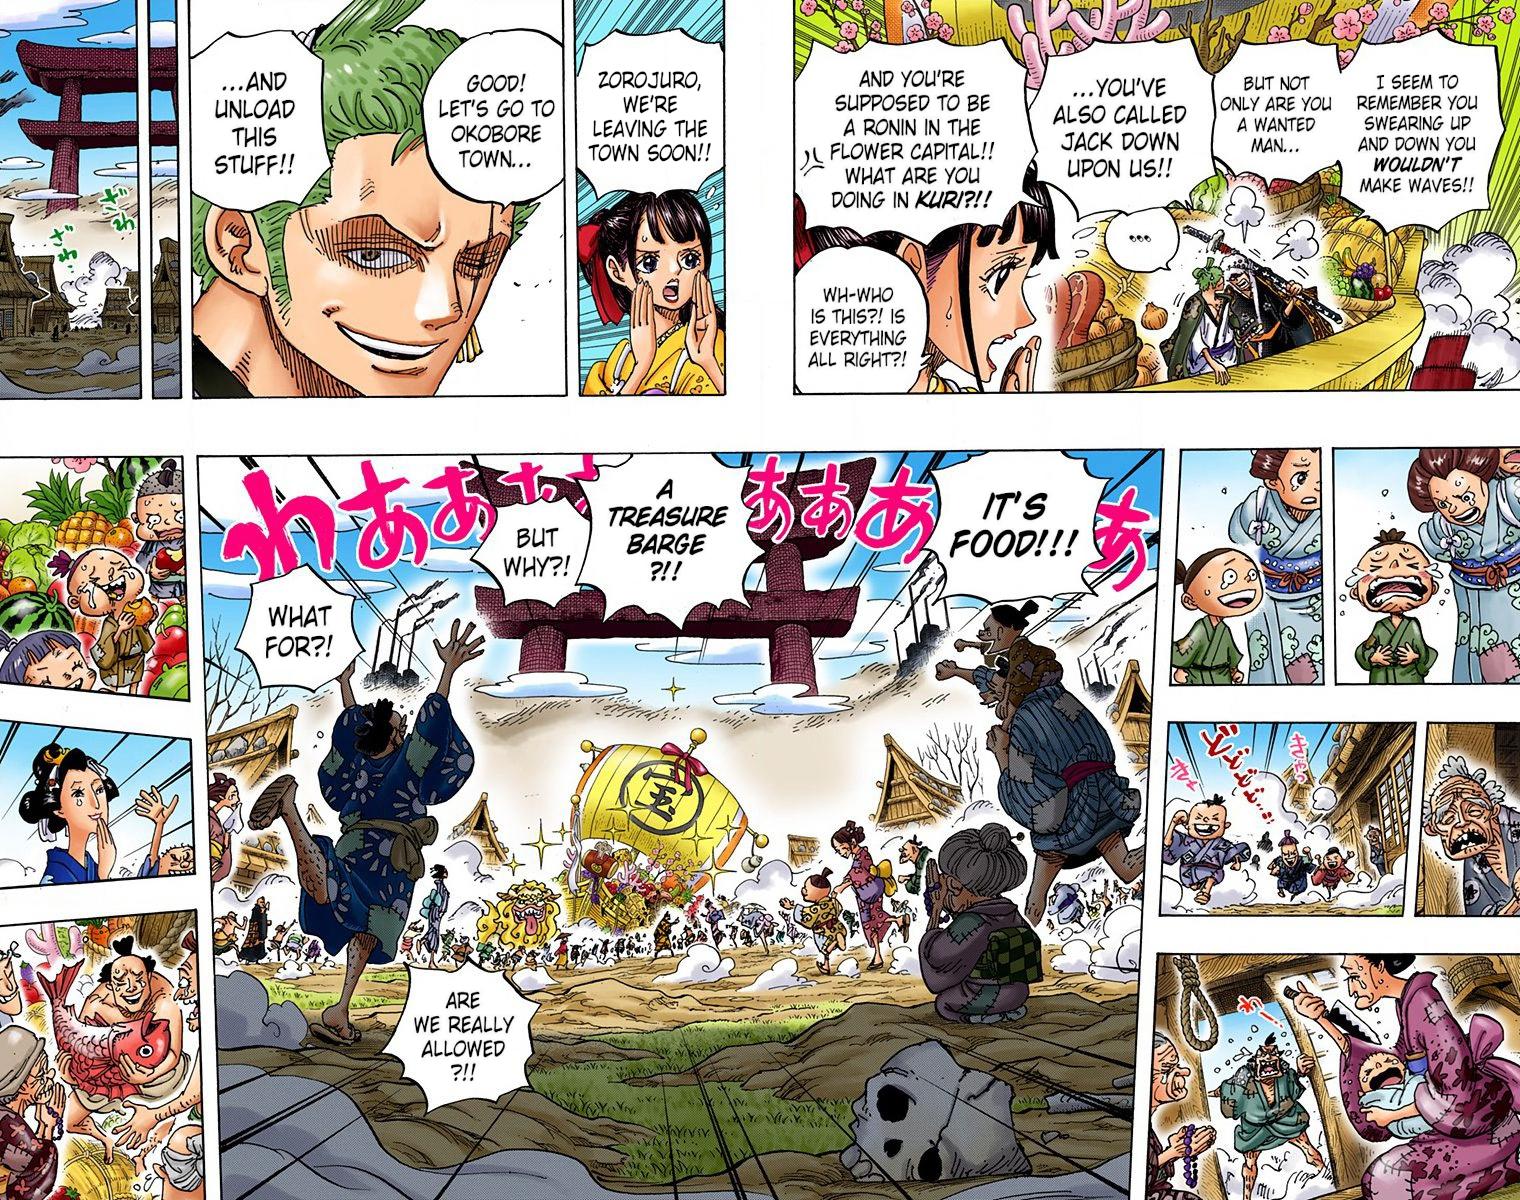 I SEEM TO
REMEMBER YOU
SWEARING UP
AND DOWN YOU
WOULDN'T
MAKE WAVES!!
BUT NOT
ONLY ARE YOU
A WANTED
MAN...
...YOU'VE
ALSO CALLED
JACK DOWN
UPON US!!
...
AND YOU'RE
SUPPOSED TO BE
A RONIN IN THE
FLOWER CAPITAL!!
WHAT ARE YOU
DOING IN KURI?!!
WH-WHO
IS THIS?! IS
EVERYTHING
ALL RIGHT?!
ZOROJURO,
WE'RE
LEAVING THE
TOWN SOON!!
GOOD!
LET'S GO TO
OKOBORE
TOWN...
...AND
UNLOAD
THIS
STUFF!!
ざわ
ざわ
IT'S
FOOD!!!
A
TREASURE
BARGE
?!!
BUT
WHY?!
WHAT
FOR?!
わあああああああ
宝
ARE
WE REALLY
ALLOWED
?!!